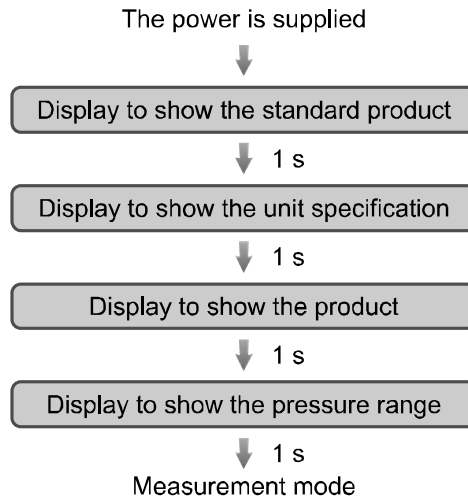 The power is supplied
Display to show the standard product
1 s
Display to show the unit specification
1 s
Display to show the product
1 s
Display to show the pressure range
1 s
Measurement mode